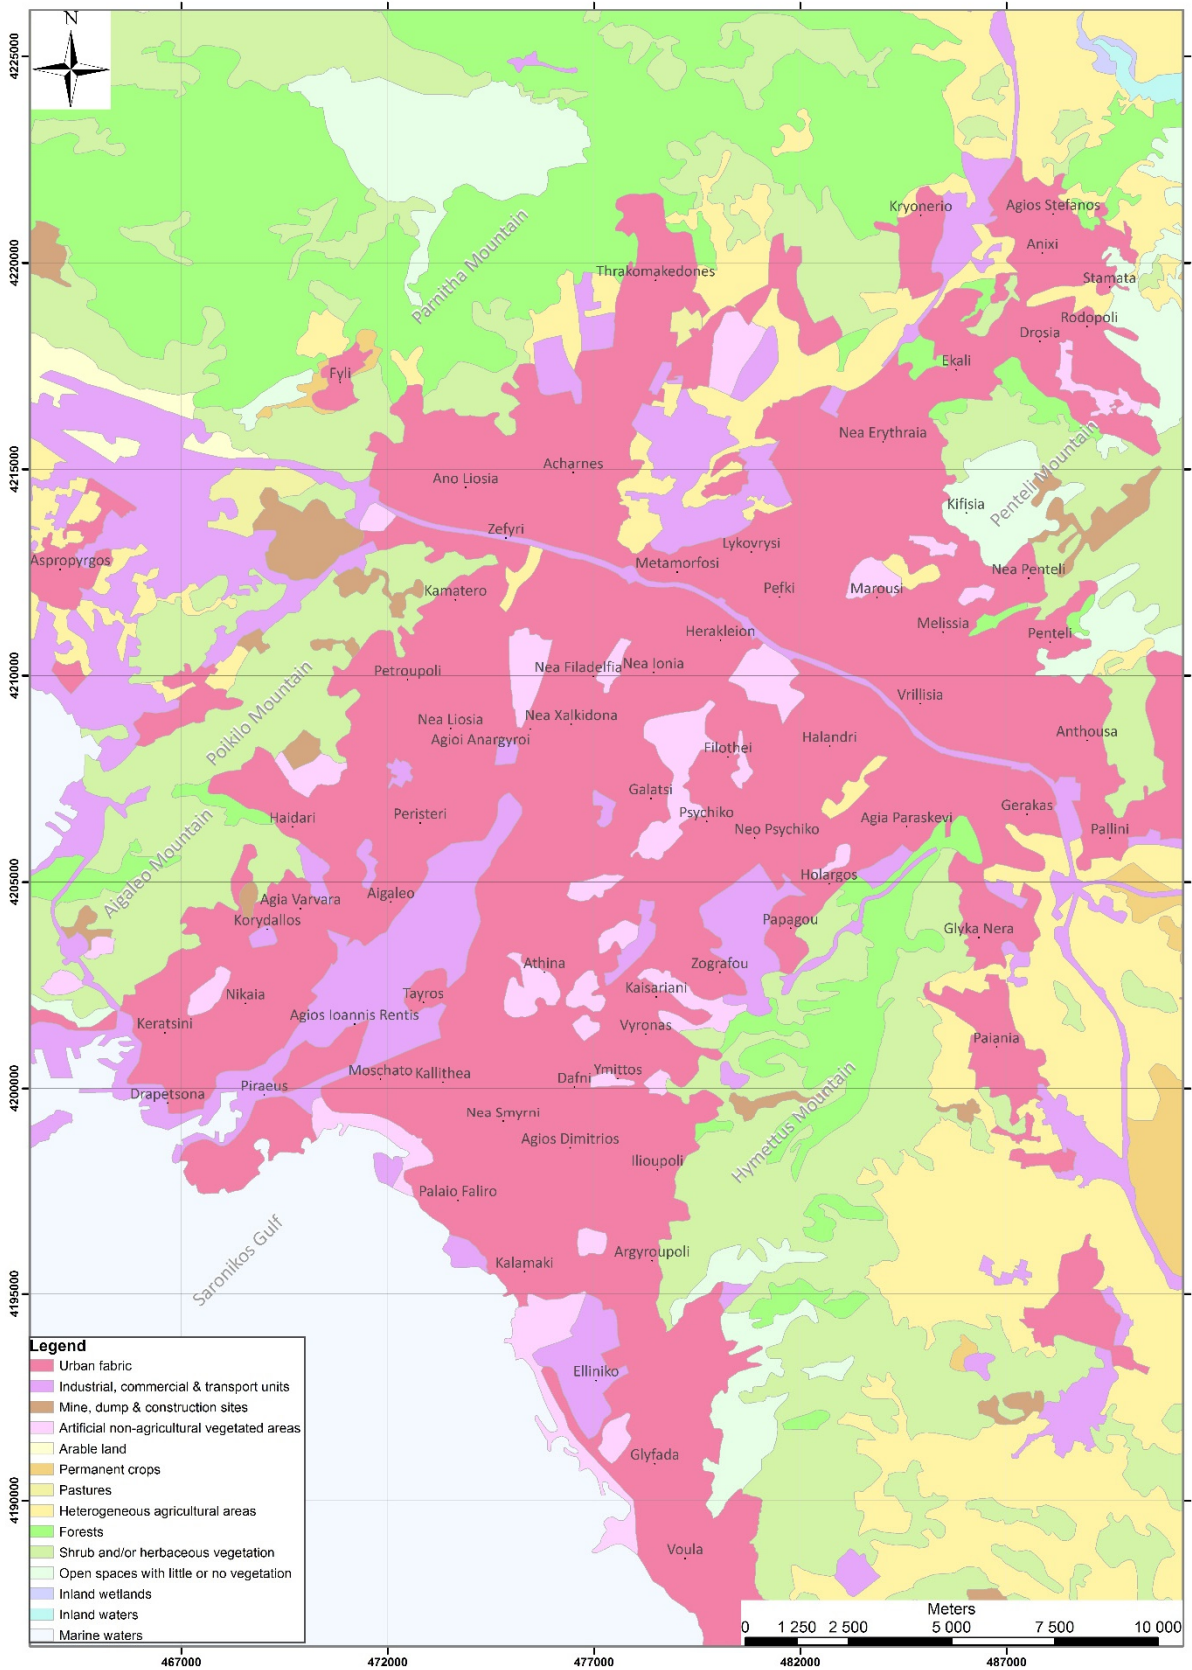 N
4225000
4220000
4215000
4210000
4205000
4200000
4195000
4190000
Kryonerio
Agios Stefanos
Anixi
Thrakomakedones
Stamata
Parnitha Mountain
Rodopoli
Drosia
Ekali
Fyli
Nea Erythraia
Acharnes
Ano Liosia
Penteli Mountain
Kifisia
Zefyri
Lykovrysi
Aspropyrgos
Metamorfosi
Nea Penteli
Kamatero
Pefki
Marousi
Melissia
Herakleion
Penteli
Petroupoli
Nea Filadelfia
Nea Ionia
Poikilo Mountain
Vrillisia
Nea Liosia
Nea Xalkidona
Agioi Anargyroi
Filothei
Halandri
Anthousa
Galatsi
Gerakas
Haidari
Peristeri
Psychiko
Neo Psychiko
Agia Paraskevi
Pallini
Aigaleo Mountain
Holargos
Agia Varvara
Aigaleo
Korydallos
Papagou
Glyka Nera
Athina
Zografou
Nikaia
Tayros
Kaisariani
Keratsini
Agios Ioannis Rentis
Vyronas
Paiania
Moschato
Kallithea
Ymittos
Dafni
Drapetsona
Piraeus
Nea Smyrni
Hymettus Mountain
Agios Dimitrios
Ilioupoli
Palaio Faliro
Saronikos Gulf
Argyroupoli
Kalamaki
Elliniko
Glyfada
Voula
Legend
Urban fabric
Industrial, commercial & transport units
Mine, dump & construction sites
Artificial non-agricultural vegetated areas
Arable land
Permanent crops
Pastures
Heterogeneous agricultural areas
Forests
Shrub and/or herbaceous vegetation
Open spaces with little or no vegetation
Inland wetlands
Inland waters
Marine waters
Meters
0 1 250 2 500 5 000 7 500 10 000
467000 472000 477000 482000 487000